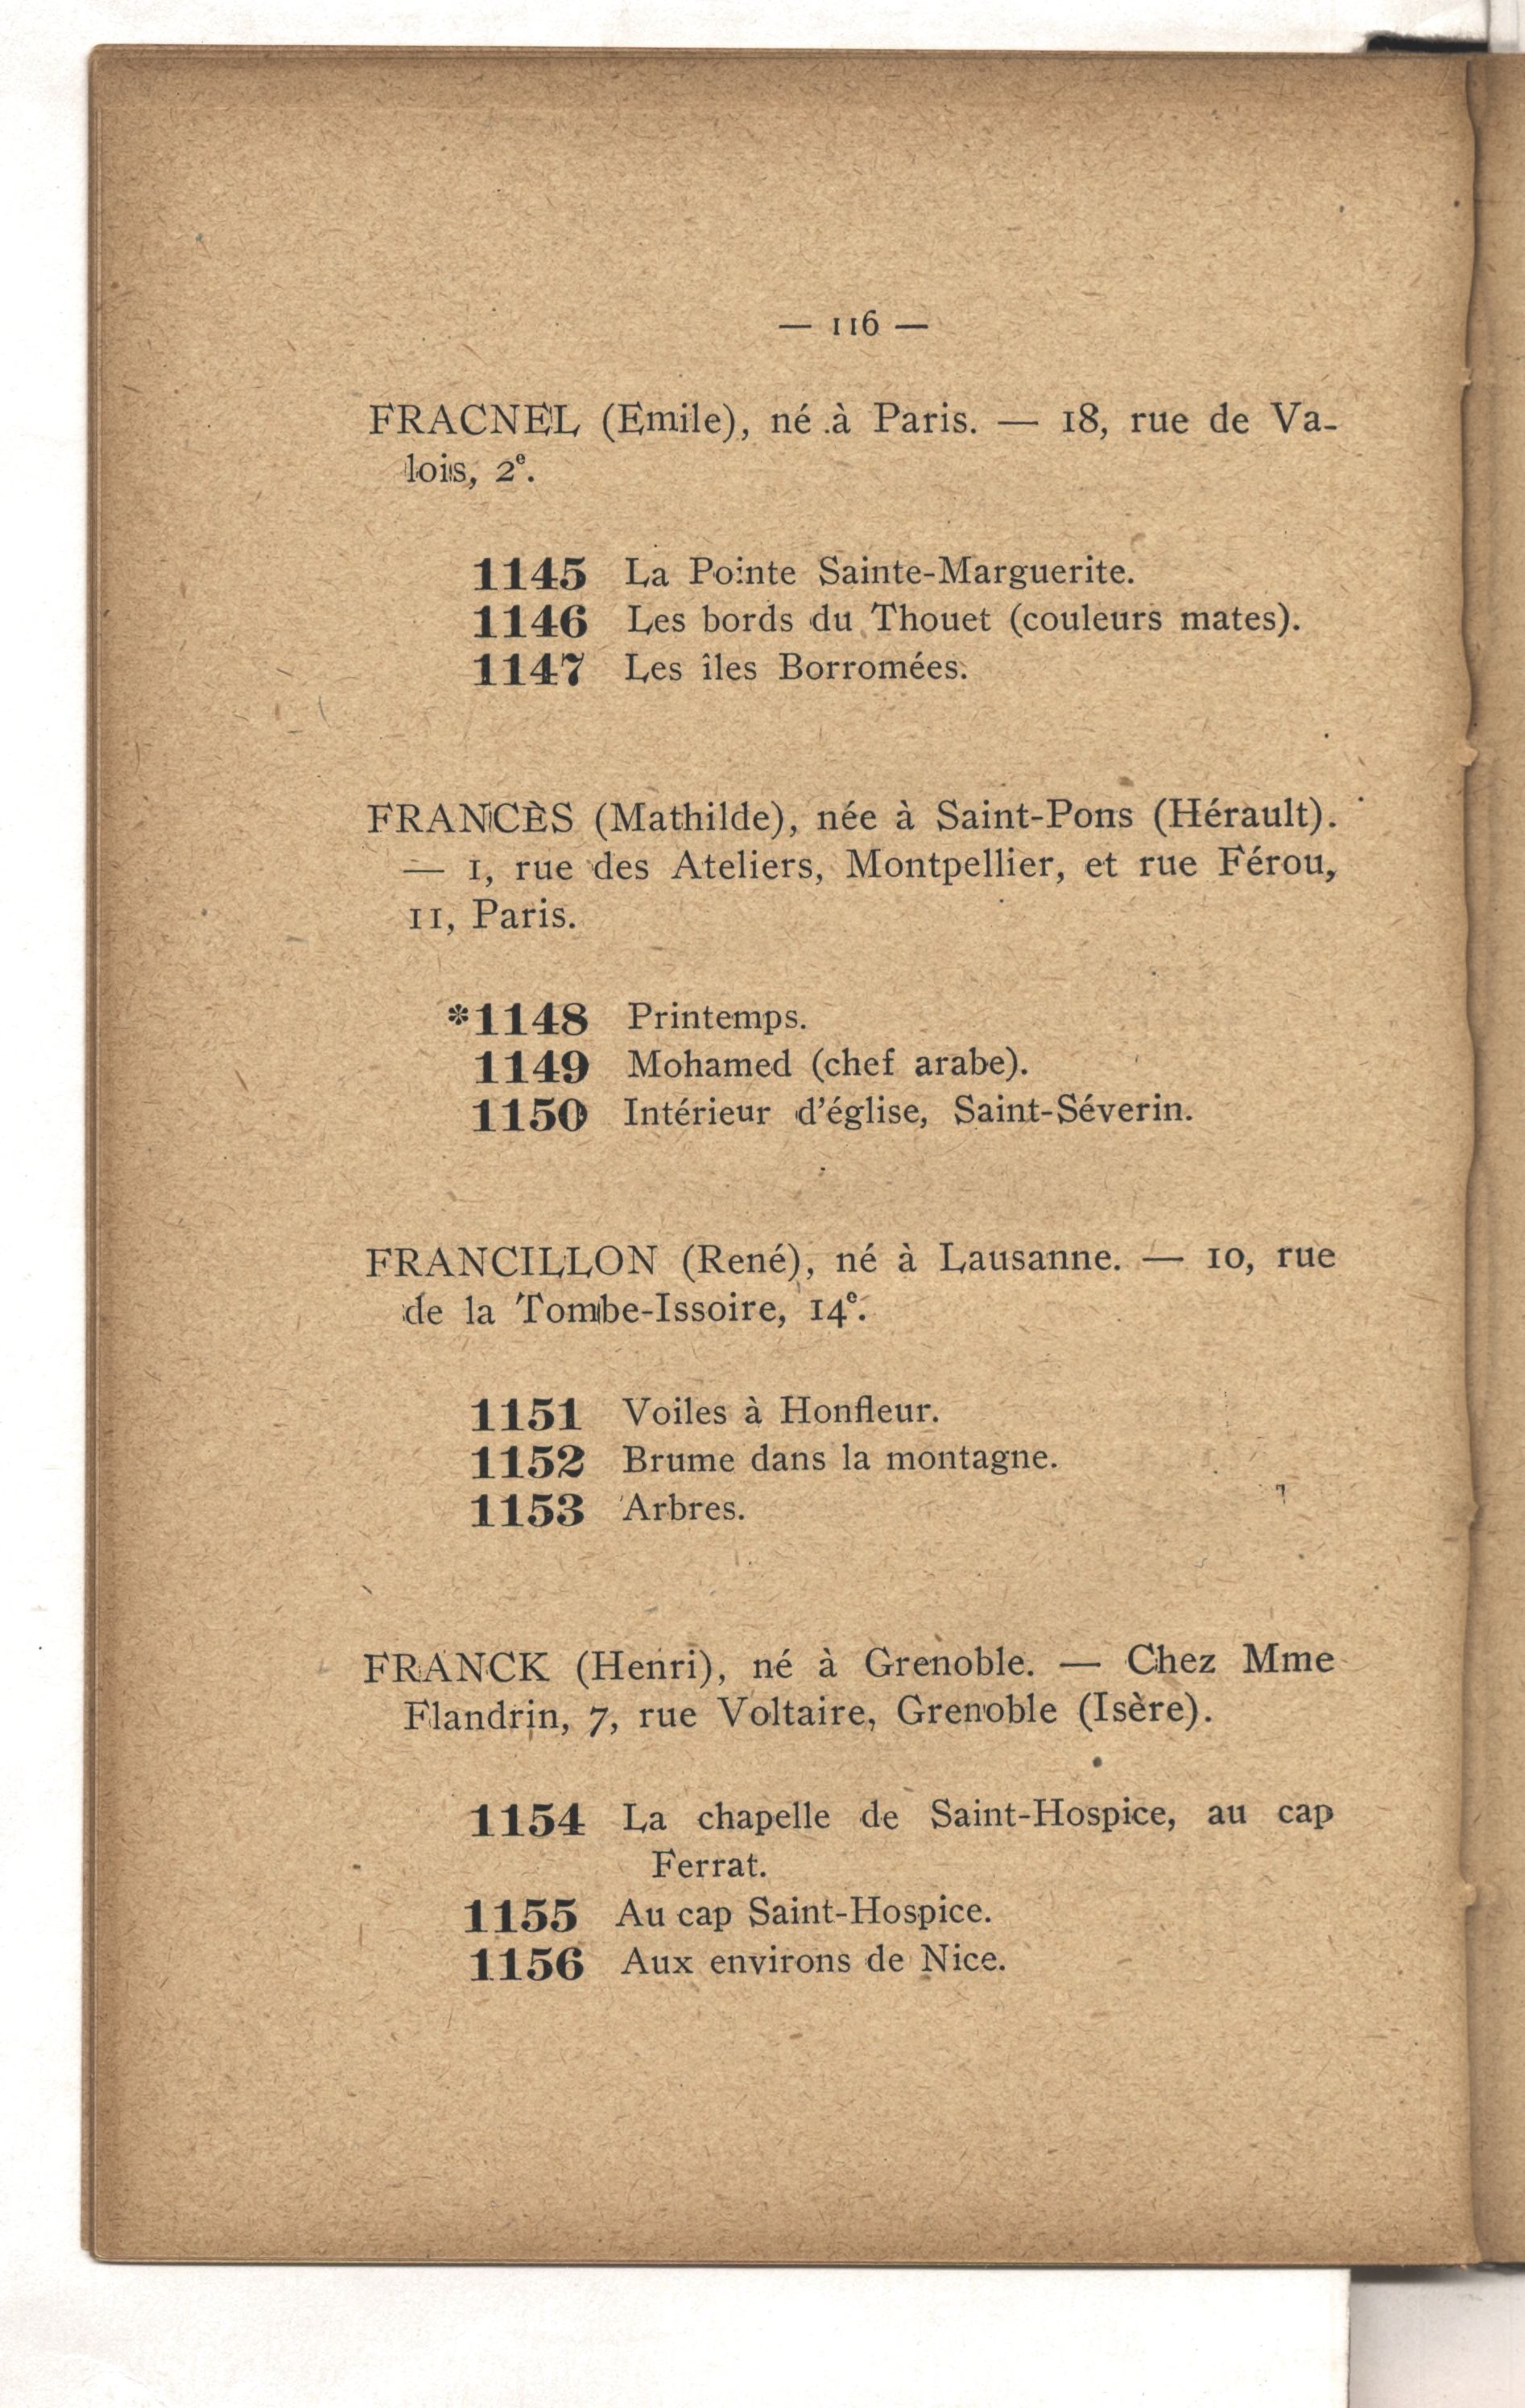 — 116 —
FRACNEL (Emile), né à Paris. — 18, rue de Va-
lois, 2e.
1145 La Pointe Sainte-Marguerite.
1146 Les bords du Thouet (couleurs mates).
1147 Les îles Borromées.
FRANCÈS (Mathilde), née à Saint-Pons (Hérault).
— 1, rue des Ateliers, Montpellier, et rue Férou,
11, Paris.
*1148 Printemps.
1149 Mohamed (chef arabe).
1150 Intérieur d'église, Saint-Séverin.
FRANCILLON (René), né à Lausanne. — 10, rue
de la Tombe-Issoire, 14e.
1151 Voiles à Honfleur.
1152 Brume dans la montagne.
1153 Arbres.
FRANCK (Henri), né à Grenoble. — Chez Mme
Flandrin, 7, rue Voltaire, Grenoble (Isère).
1154 La chapelle de Saint-Hospice, au cap
Ferrat.
1155 Au cap Saint-Hospice.
1156 Aux environs de Nice.